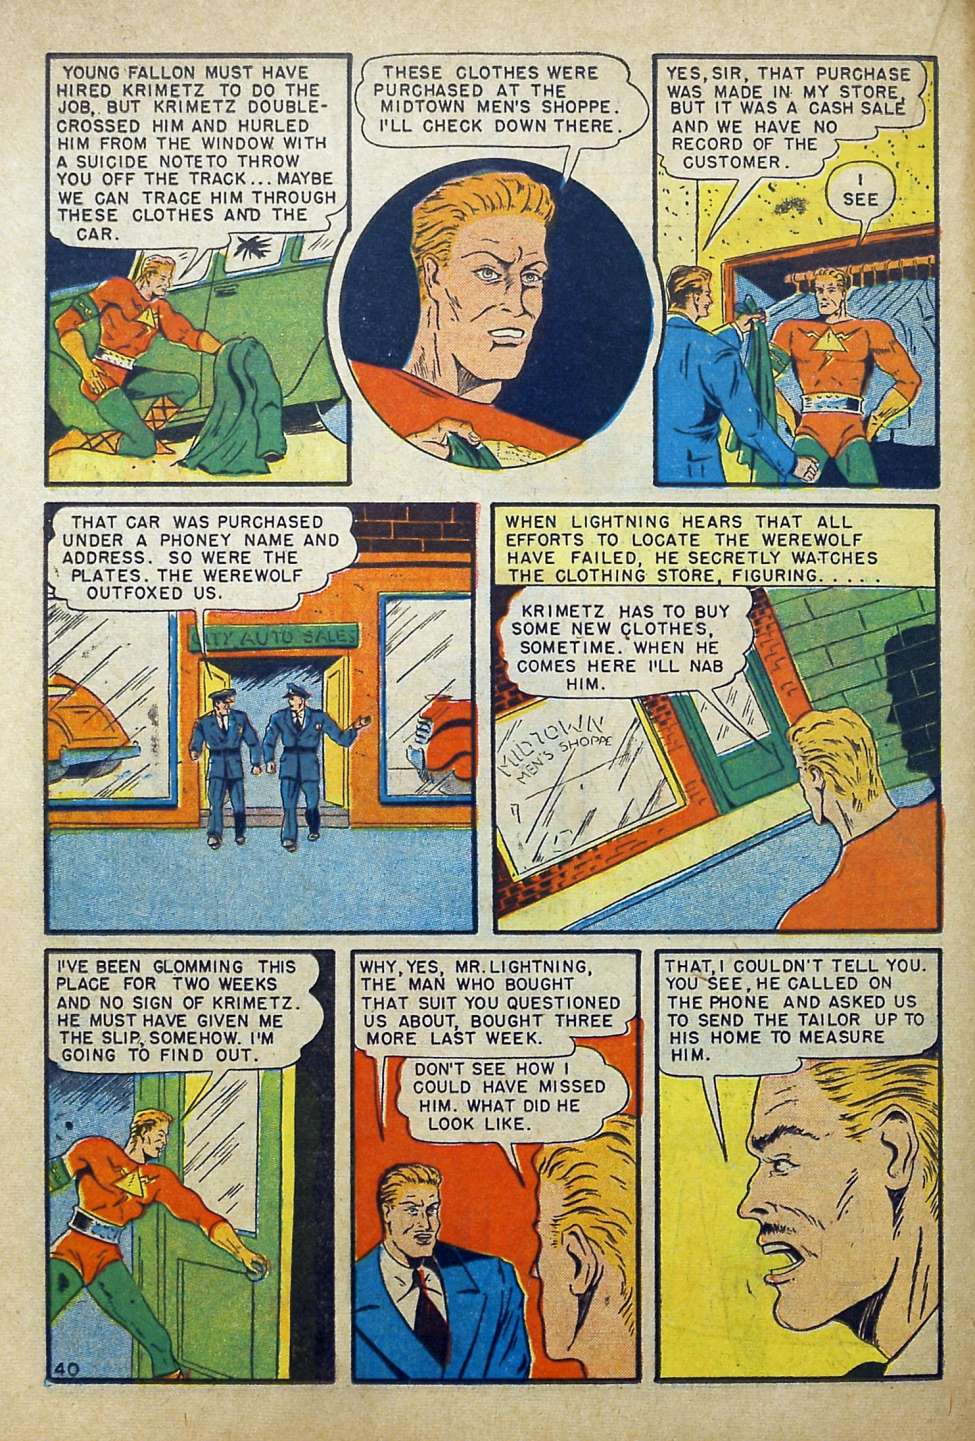 YOUNG FALLON MUST HAVE
HIRED KRIMETZ TO DO THE
JOB, BUT KRIMETZ DOUBLE-
CROSSED HIM AND HURLED
HIM FROM THE WINDOW WITH
A SUICIDE NOTE TO THROW
YOU OFF THE TRACK... MAYBE
WE CAN TRACE HIM THROUGH
THESE CLOTHES AND THE
CAR.
THESE CLOTHES WERE
PURCHASED AT THE
MIDTOWN MEN'S SHOPPE.
I'LL CHECK DOWN THERE.
YES, SIR, THAT PURCHASE
WAS MADE IN MY STORE,
BUT IT WAS A CASH SALE
AND WE HAVE NO
RECORD OF THE
CUSTOMER.
I
SEE
THAT CAR WAS PURCHASED
UNDER A PHONEY NAME AND
ADDRESS. SO WERE THE
PLATES. THE WEREWOLF
OUTFOXED US.
CITY AUTO SALES
WHEN LIGHTNING HEARS THAT ALL
EFFORTS TO LOCATE THE WEREWOLF
HAVE FAILED, HE SECRETLY WATCHES
THE CLOTHING STORE, FIGURING.....
KRIMETZ HAS TO BUY
SOME NEW CLOTHES,
SOMETIME. WHEN HE
COMES HERE I'LL NAB
HIM.
MIDTOWN
MEN'S SHOPPE
I'VE BEEN GLOMMING THIS
PLACE FOR TWO WEEKS
AND NO SIGN OF KRIMETZ.
HE MUST HAVE GIVEN ME
THE SLIP, SOMEHOW. I'M
GOING TO FIND OUT.
40
WHY, YES, MR. LIGHTNING,
THE MAN WHO BOUGHT
THAT SUIT YOU QUESTIONED
US ABOUT, BOUGHT THREE
MORE LAST WEEK.
DON'T SEE HOW I
COULD HAVE MISSED
HIM. WHAT DID HE
LOOK LIKE.
THAT, I COULDN'T TELL YOU.
YOU SEE, HE CALLED ON
THE PHONE AND ASKED US
TO SEND THE TAILOR UP TO
HIS HOME TO MEASURE
HIM.